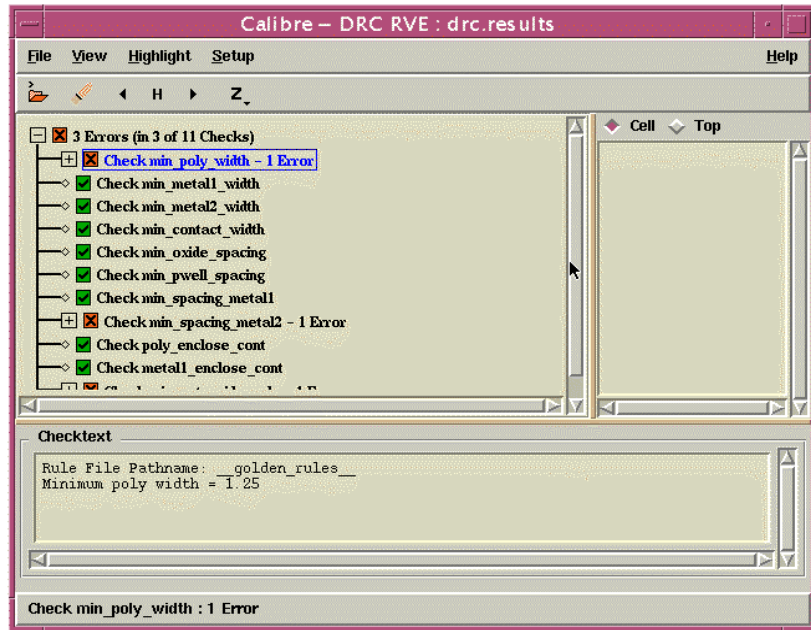 Calibre – DRC RVE : drc.results
File View Highlight Setup Help
H Z
3 Errors (in 3 of 11 Checks)
Check min_poly_width - 1 Error
Check min_metal1_width
Check min_metal2_width
Check min_contact_width
Check min_oxide_spacing
Check min_pwell_spacing
Check min_spacing_metal1
Check min_spacing_metal2 - 1 Error
Check poly_enclose_cont
Check metal1_enclose_cont
Cell Top
Checktext
Rule File Pathname: __golden_rules__
Minimum poly width = 1.25
Check min_poly_width : 1 Error